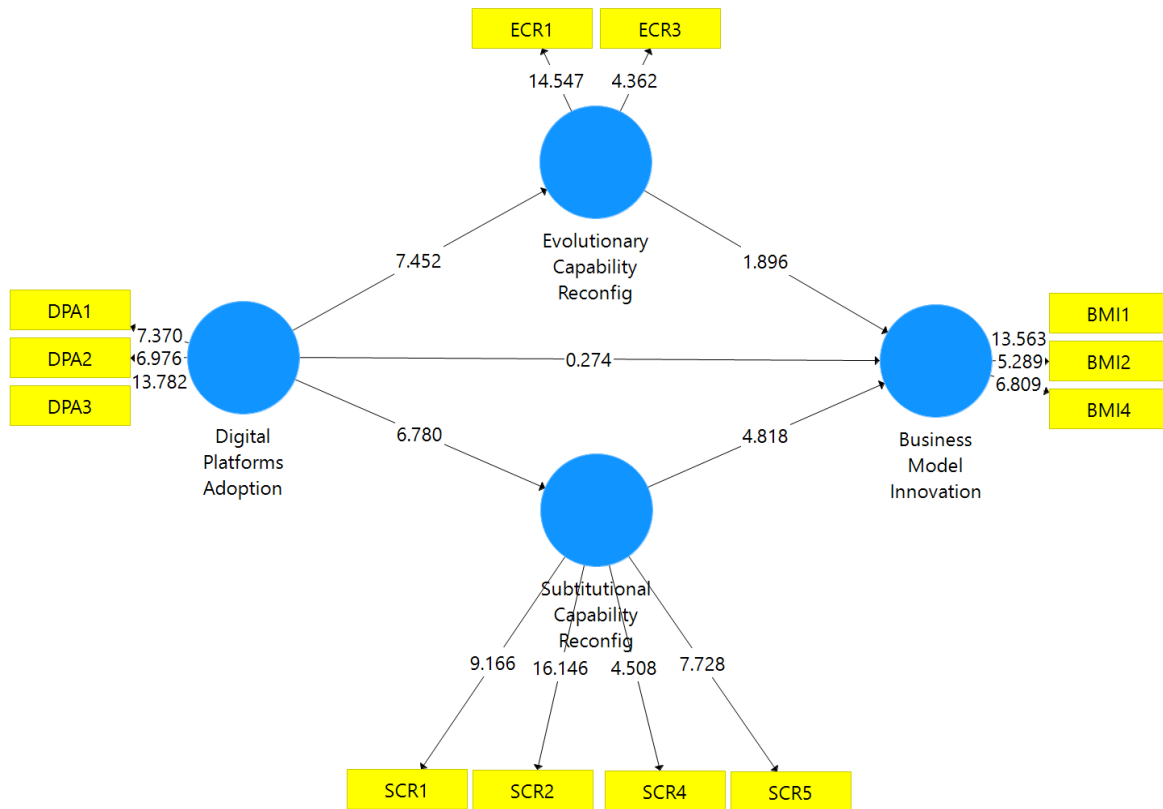 ECR1
ECR3
14.547
4.362
Evolutionary
Capability
Reconfig
7.452
1.896
DPA1
DPA2
DPA3
7.370
6.976
13.782
Digital
Platforms
Adoption
0.274
BMI1
BMI2
BMI4
13.563
5.289
6.809
Business
Model
Innovation
6.780
4.818
Subtitutional
Capability
Reconfig
9.166
16.146
4.508
7.728
SCR1
SCR2
SCR4
SCR5